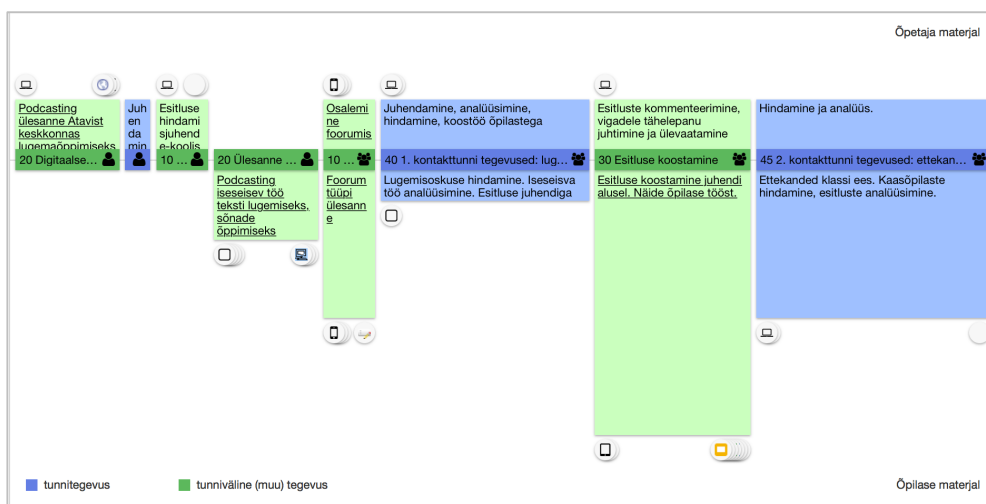 Õpetaja materjal
Podcasting
ülesanne Atavist
keskkonnas
lugemaõppimiseks
20 Digitaalse...
Juh
en
da
min
Esitluse
hindami
sjuhend
e-koolis
10 ...
20 Ülesanne ...
Podcasting
iseseisev töö
teksti lugemiseks,
sõnade
õppimiseks
Osalemi
ne
foorumis
10 ...
Foorum
tüüpi
ülesann
e
Juhendamine, analüüsimine,
hindamine, koostöö õpilastega
40 1. kontakttunni tegevused: lug...
Lugemisoskuse hindamine. Iseseisva
töö analüüsimine. Esitluse juhendiga
Esitluste kommenteerimine,
vigadele tähelepanu
juhtimine ja ülevaatamine
30 Esitluse koostamine
Esitluse koostamine juhendi
alusel. Näide õpilase tööst.
Hindamine ja analüüs.
45 2. kontakttunni tegevused: ettekan...
Ettekanded klassi ees. Kaasõpilaste
hindamine, esitluste analüüsimine.
tunnitegevus
tunniväline (muu) tegevus
Õpilase materjal